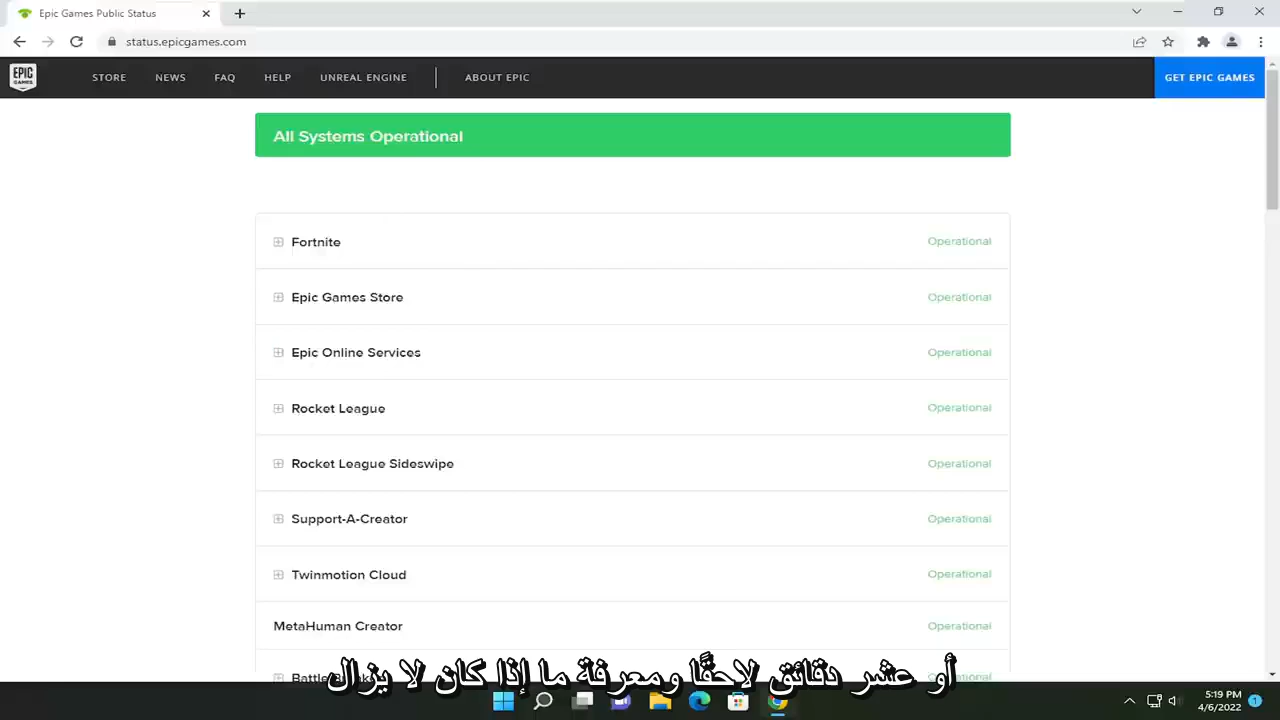 Epic Games Public Status
status.epicgames.com
EPIC GAMES
STORE NEWS FAQ HELP UNREAL ENGINE ABOUT EPIC GET EPIC GAMES
All Systems Operational
Fortnite Operational
Epic Games Store Operational
Epic Online Services Operational
Rocket League Operational
Rocket League Sideswipe Operational
Support-A-Creator Operational
Twinmotion Cloud Operational
MetaHuman Creator Operational
أو عشر دقائق لاحقًا ومعرفة ما إذا كان لا يزال
5:19 PM
4/6/2022